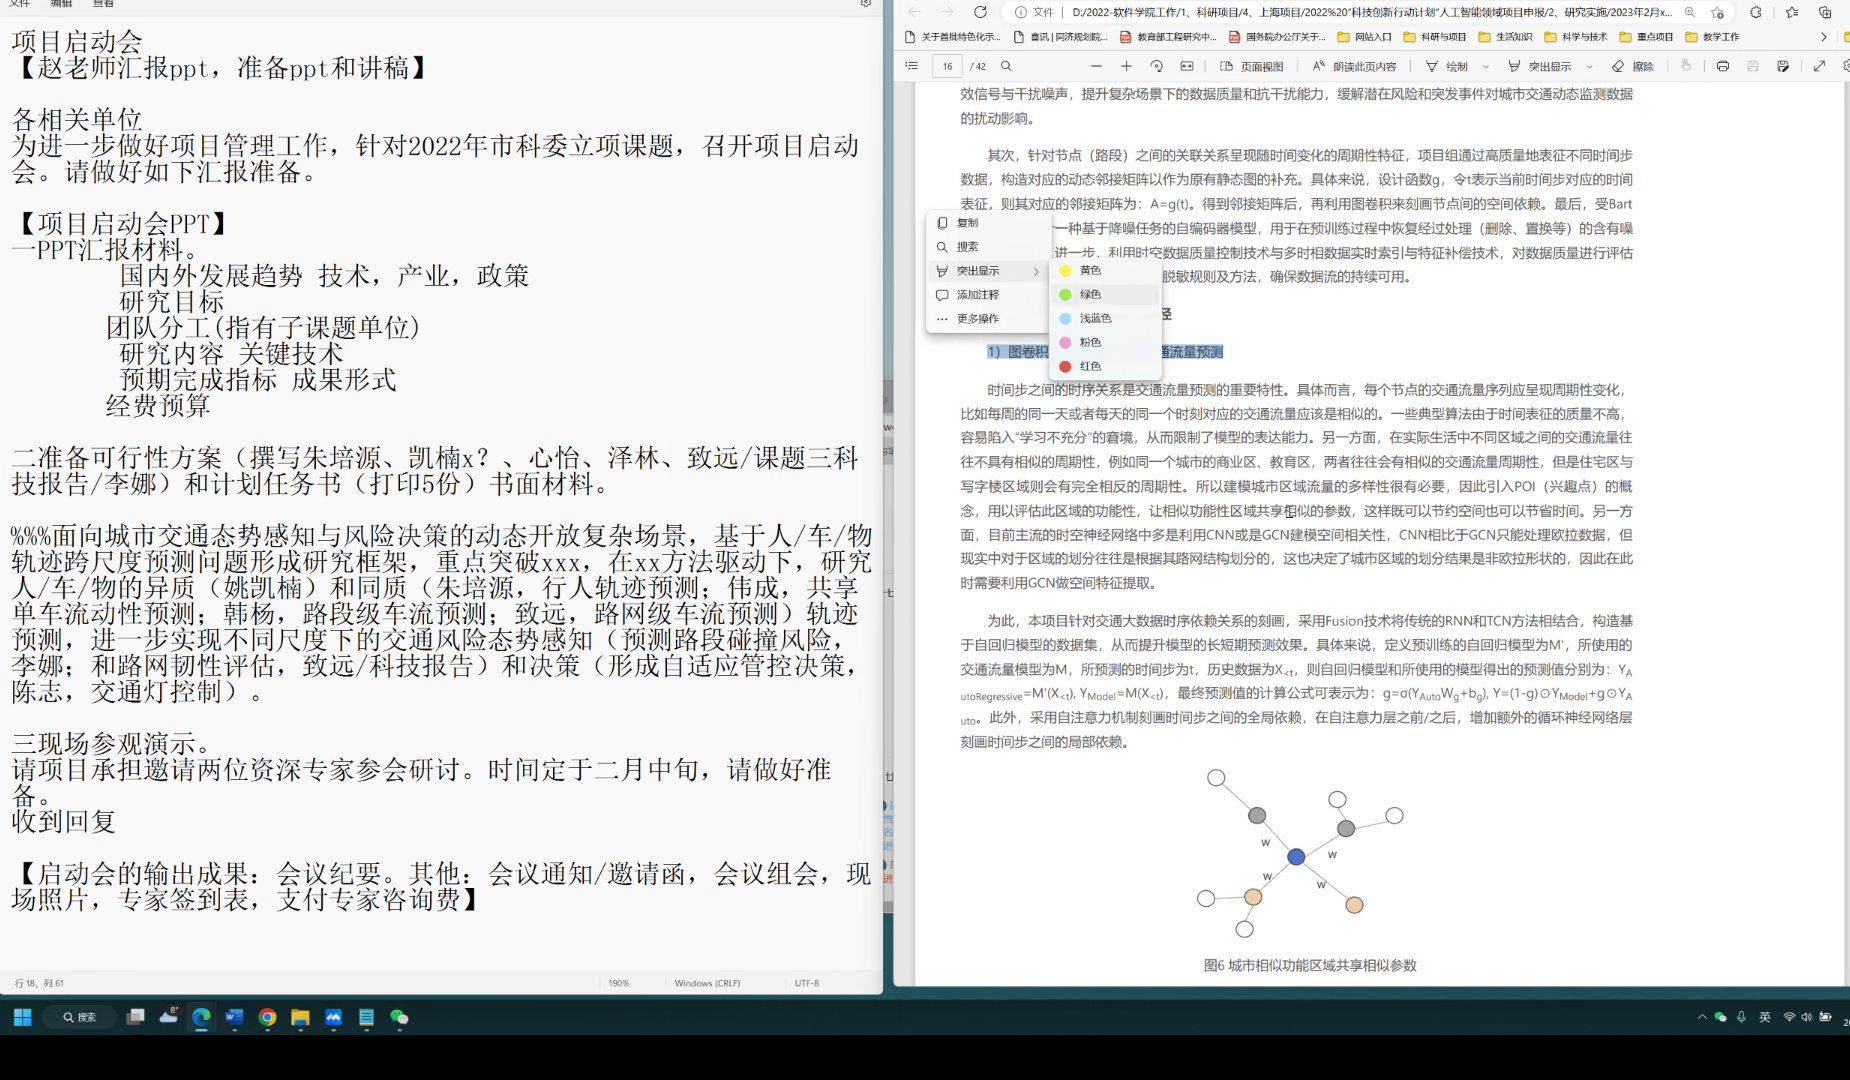 文件 编辑 查看
项目启动会
【赵老师汇报ppt，准备ppt和讲稿】
各相关单位
为进一步做好项目管理工作，针对2022年市科委立项课题，召开项目启动
会。请做好如下汇报准备。
【项目启动会PPT】
一PPT汇报材料。
国内外发展趋势 技术，产业，政策
研究目标
团队分工(指有子课题单位)
研究内容 关键技术
预期完成指标 成果形式
经费预算
二准备可行性方案（撰写朱培源、凯楠x？、心怡、泽林、致远/课题三科
技报告/李娜）和计划任务书（打印5份）书面材料。
%%%面向城市交通态势感知与风险决策的动态开放复杂场景，基于人/车/物
轨迹跨尺度预测问题形成研究框架，重点突破xxx，在xx方法驱动下，研究
人/车/物的异质（姚凯楠）和同质（朱培源，行人轨迹预测；伟成，共享
单车流动性预测；韩杨，路段级车流预测；致远，路网级车流预测）轨迹
预测，进一步实现不同尺度下的交通风险态势感知（预测路段碰撞风险，
李娜；和路网韧性评估，致远/科技报告）和决策（形成自适应管控决策，
陈志，交通灯控制）。
三现场参观演示。
请项目承担邀请两位资深专家参会研讨。时间定于二月中旬，请做好准
备。
收到回复
【启动会的输出成果：会议纪要。其他：会议通知/邀请函，会议组会，现
场照片，专家签到表，支付专家咨询费】
行 18，列 61 190% Windows (CRLF) UTF-8
文件 D:/2022-软件学院工作/1、科研项目/4、上海项目/2022%20"科技创新行动计划"人工智能领域项目申报/2、研究实施/2023年2月x...
关于首批特色化示... 喜讯 | 同济规划院... 教育部工程研究中... 国务院办公厅关于... 网站入口 科研与项目 生活知识 科学与技术 重点项目 教学工作
16 / 42 页面视图 朗读此页内容 绘制 突出显示 擦除
效信号与干扰噪声，提升复杂场景下的数据质量和抗干扰能力，缓解潜在风险和突发事件对城市交通动态监测数据
的扰动影响。
其次，针对节点（路段）之间的关联关系呈现随时间变化的周期性特征，项目组通过高质量地表征不同时间步
数据，构造对应的动态邻接矩阵以作为原有静态图的补充。具体来说，设计函数g，令t表示当前时间步对应的时间
表征，则其对应的邻接矩阵为：A=g(t)。得到邻接矩阵后，再利用图卷积来刻画节点间的空间依赖。最后，受Bart
一种基于降噪任务的自编码器模型，用于在预训练过程中恢复经过处理（删除、置换等）的含有噪
进一步，利用时空数据质量控制技术与多时相数据实时索引与特征补偿技术，对数据质量进行评估
脱敏规则及方法，确保数据流的持续可用。
复制
搜索
突出显示
添加注释
更多操作
黄色
绿色
浅蓝色
粉色
红色
径
1）图卷积 通流量预测
时间步之间的时序关系是交通流量预测的重要特性。具体而言，每个节点的交通流量序列应呈现周期性变化，
比如每周的同一天或者每天的同一个时刻对应的交通流量应该是相似的。一些典型算法由于时间表征的质量不高，
容易陷入“学习不充分”的窘境，从而限制了模型的表达能力。另一方面，在实际生活中不同区域之间的交通流量往
往不具有相似的周期性，例如同一个城市的商业区、教育区，两者往往会有相似的交通流量周期性，但是住宅区与
写字楼区域则会有完全相反的周期性。所以建模城市区域流量的多样性很有必要，因此引入POI（兴趣点）的概
念，用以评估此区域的功能性，让相似功能性区域共享相似的参数，这样既可以节约空间也可以节省时间。另一方
面，目前主流的时空神经网络中多是利用CNN或是GCN建模空间相关性，CNN相比于GCN只能处理欧拉数据，但
现实中对于区域的划分往往是根据其路网结构划分的，这也决定了城市区域的划分结果是非欧拉形状的，因此在此
时需要利用GCN做空间特征提取。
为此，本项目针对交通大数据时序依赖关系的刻画，采用Fusion技术将传统的RNN和TCN方法相结合，构造基
于自回归模型的数据集，从而提升模型的长短期预测效果。具体来说，定义预训练的自回归模型为M'，所使用的
交通流量模型为M，所预测的时间步为t，历史数据为X<t，则自回归模型和所使用的模型得出的预测值分别为：YA
utoRegressive=M'(X<t), YModel=M(X<t)，最终预测值的计算公式可表示为：g=σ(YAutoWg+bg), Y=(1-g)⊙YModel+g⊙YA
uto。此外，采用自注意力机制刻画时间步之间的全局依赖，在自注意力层之前/之后，增加额外的循环神经网络层
刻画时间步之间的局部依赖。
w w
w w
图6 城市相似功能区域共享相似参数
搜索 8° 英